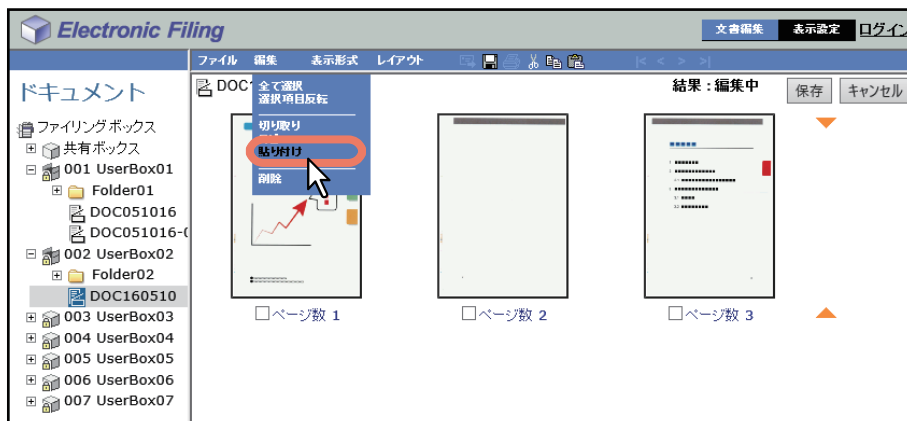 Electronic Filing
文書編集 表示設定 ログイン
ファイル 編集 表示形式 レイアウト |< < > >|
ドキュメント
ファイリングボックス
共有ボックス
001 UserBox01
Folder01
DOC051016
DOC051016-(
002 UserBox02
Folder02
DOC160510
003 UserBox03
004 UserBox04
005 UserBox05
006 UserBox06
007 UserBox07
DOC
結果：編集中
保存 キャンセル
全て選択
選択項目反転
切り取り
貼り付け
削除
ページ数 1
ページ数 2
ページ数 3